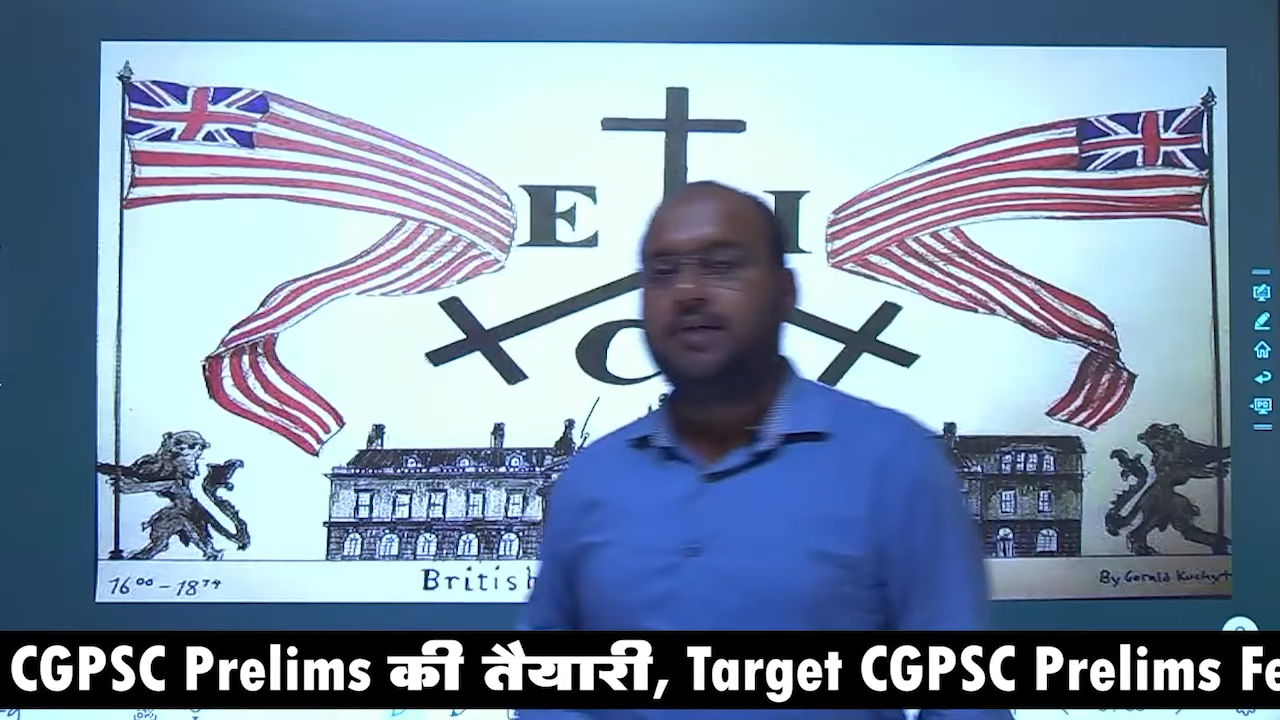 E I
C
1600-1874
British
By Gerald Kuchyt
CGPSC Prelims की तैयारी, Target CGPSC Prelims Fe